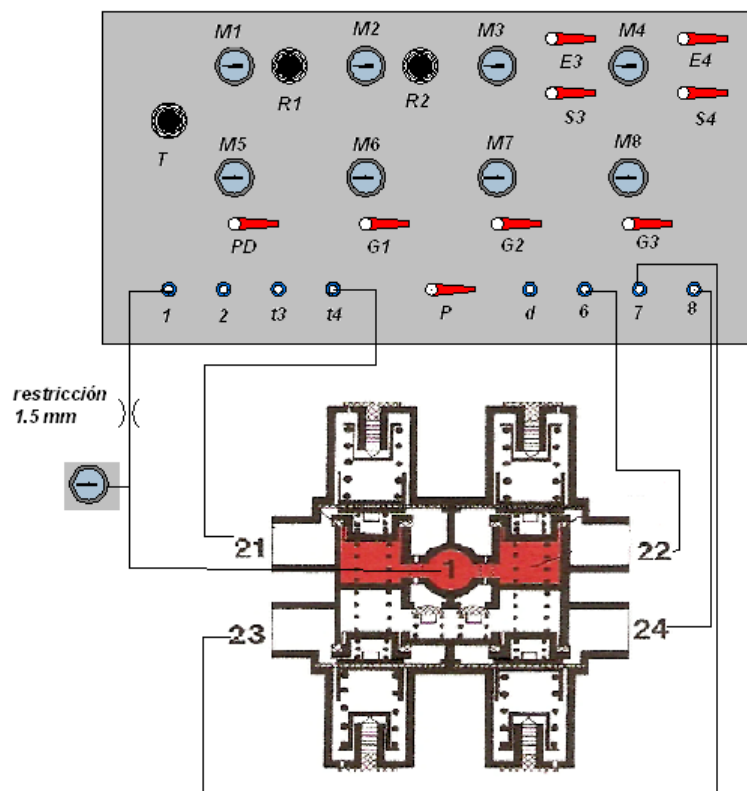 M1 M2 M3 M4
E3 E4
R1 R2
S3 S4
T
M5 M6 M7 M8
PD G1 G2 G3
1 2 t3 t4 P d 6 7 8
restricción
1.5 mm
21 22
1
23 24